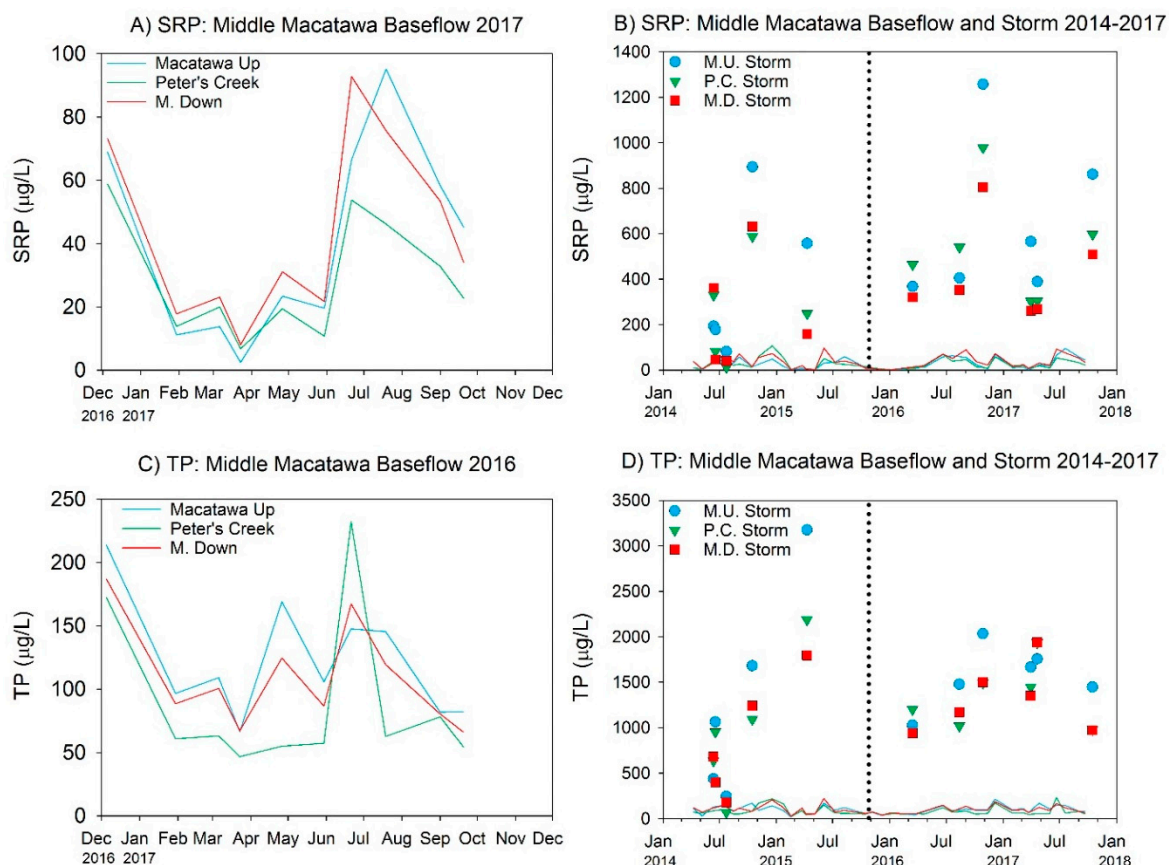 A) SRP: Middle Macatawa Baseflow 2017
100
80
60
40
20
0
SRP (µg/L)
Macatawa Up
Peter's Creek
M. Down
Dec Jan Feb Mar Apr May Jun Jul Aug Sep Oct Nov Dec
2016 2017
B) SRP: Middle Macatawa Baseflow and Storm 2014-2017
1400
1200
1000
800
600
400
200
0
SRP (µg/L)
M.U. Storm
P.C. Storm
M.D. Storm
Jan Jul Jan Jul Jan Jul Jan Jul Jan
2014 2015 2016 2017 2018
C) TP: Middle Macatawa Baseflow 2016
250
200
150
100
50
0
TP (µg/L)
Macatawa Up
Peter's Creek
M. Down
Dec Jan Feb Mar Apr May Jun Jul Aug Sep Oct Nov Dec
2016 2017
D) TP: Middle Macatawa Baseflow and Storm 2014-2017
3500
3000
2500
2000
1500
1000
500
0
TP (µg/L)
M.U. Storm
P.C. Storm
M.D. Storm
Jan Jul Jan Jul Jan Jul Jan Jul Jan
2014 2015 2016 2017 2018